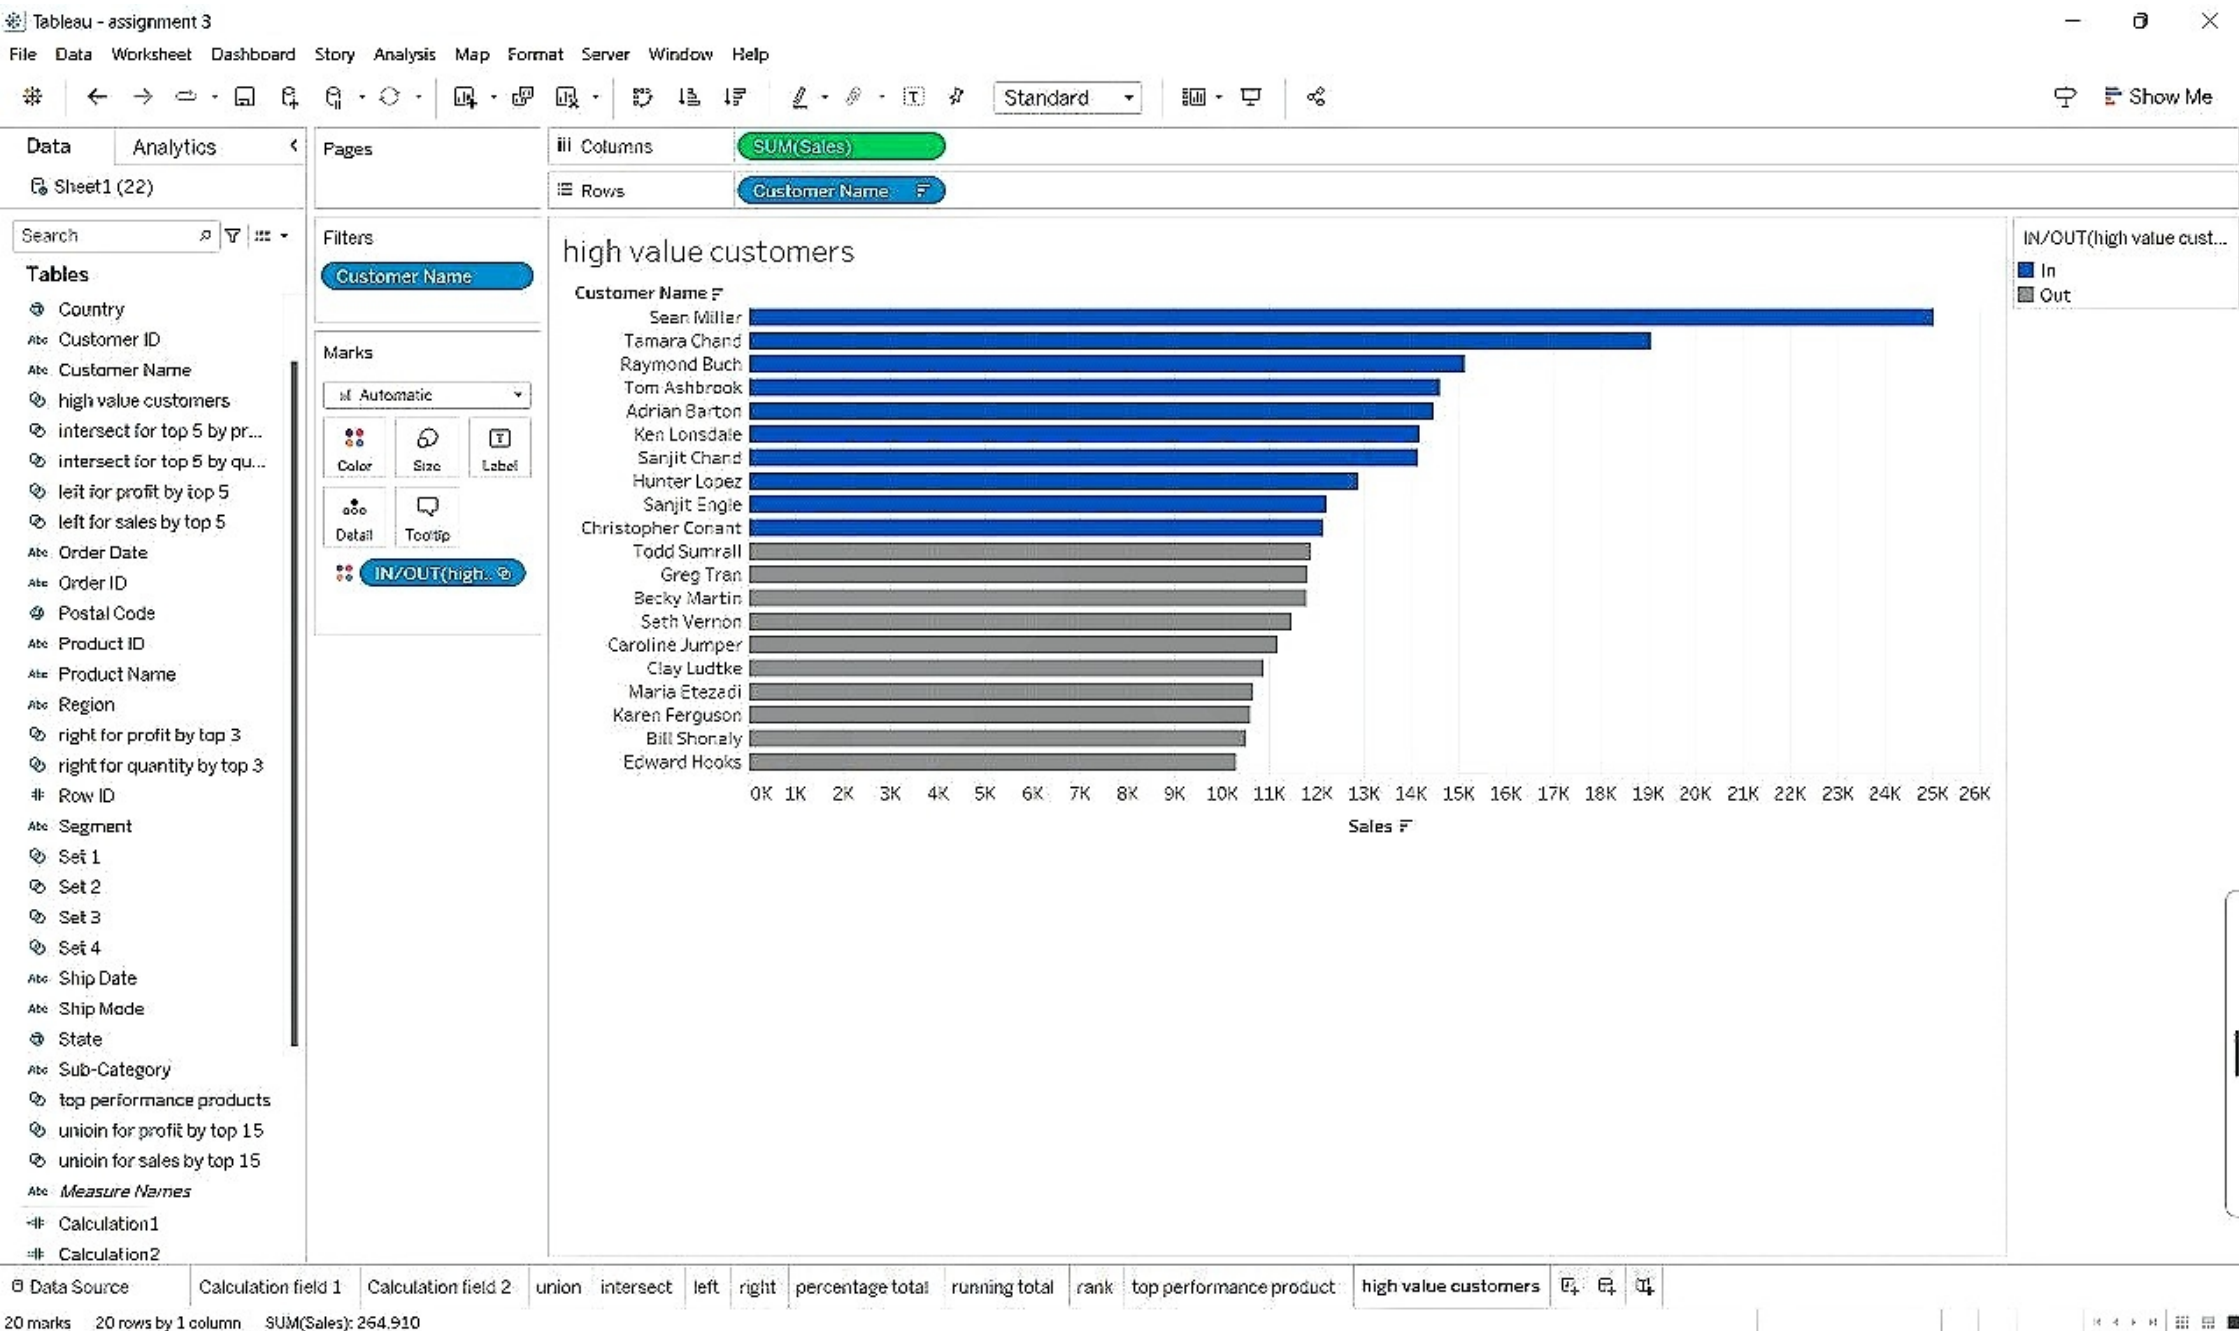 Tableau - assignment 3
File Data Worksheet Dashboard Story Analysis Map Format Server Window Help
Standard
Show Me
Data
Analytics
Sheet1 (22)
Search
Tables
Country
Customer ID
Customer Name
high value customers
intersect for top 5 by pr...
intersect for top 5 by qu...
left for profit by top 5
left for sales by top 5
Abc Order Date
Abc Order ID
Postal Code
Abc Product ID
Abc Product Name
Abc Region
right for profit by top 3
right for quantity by top 3
# Row ID
Abc Segment
Set 1
Set 2
Set 3
Set 4
Abc Ship Date
Abc Ship Mode
State
Abc Sub-Category
top performance products
unioin for profit by top 15
unioin for sales by top 15
Abc Measure Names
Calculation1
Calculation2
Pages
Filters
Customer Name
Marks
Automatic
Color Size Label
Detail Tooltip
IN/OUT(high..
Columns SUM(Sales)
Rows Customer Name
high value customers
Customer Name
Sean Miller
Tamara Chand
Raymond Buch
Tom Ashbrook
Adrian Barton
Ken Lonsdale
Sanjit Chand
Hunter Lopez
Sanjit Engle
Christopher Conant
Todd Sumrall
Greg Tran
Becky Martin
Seth Vernon
Caroline Jumper
Clay Ludtke
Maria Etezadi
Karen Ferguson
Bill Shonely
Edward Hooks
0K 1K 2K 3K 4K 5K 6K 7K 8K 9K 10K 11K 12K 13K 14K 15K 16K 17K 18K 19K 20K 21K 22K 23K 24K 25K 26K
Sales
IN/OUT(high value cust...
In
Out
Data Source Calculation field 1 Calculation field 2 union intersect left right percentage total running total rank top performance product high value customers
20 marks 20 rows by 1 column SUM(Sales): 264,910